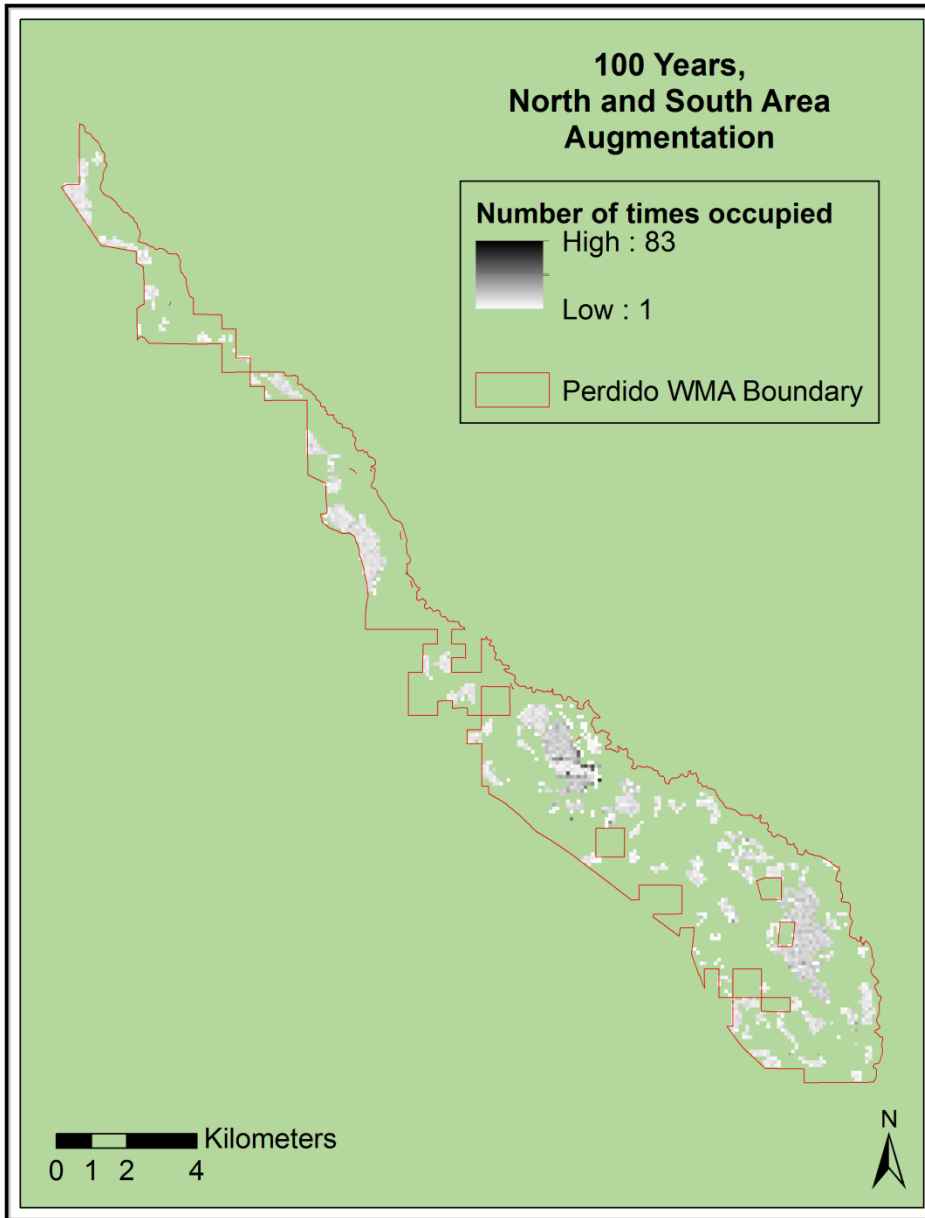 100 Years,
North and South Area
Augmentation
Number of times occupied
High : 83
Low : 1
Perdido WMA Boundary
Kilometers
0 1 2 4
N